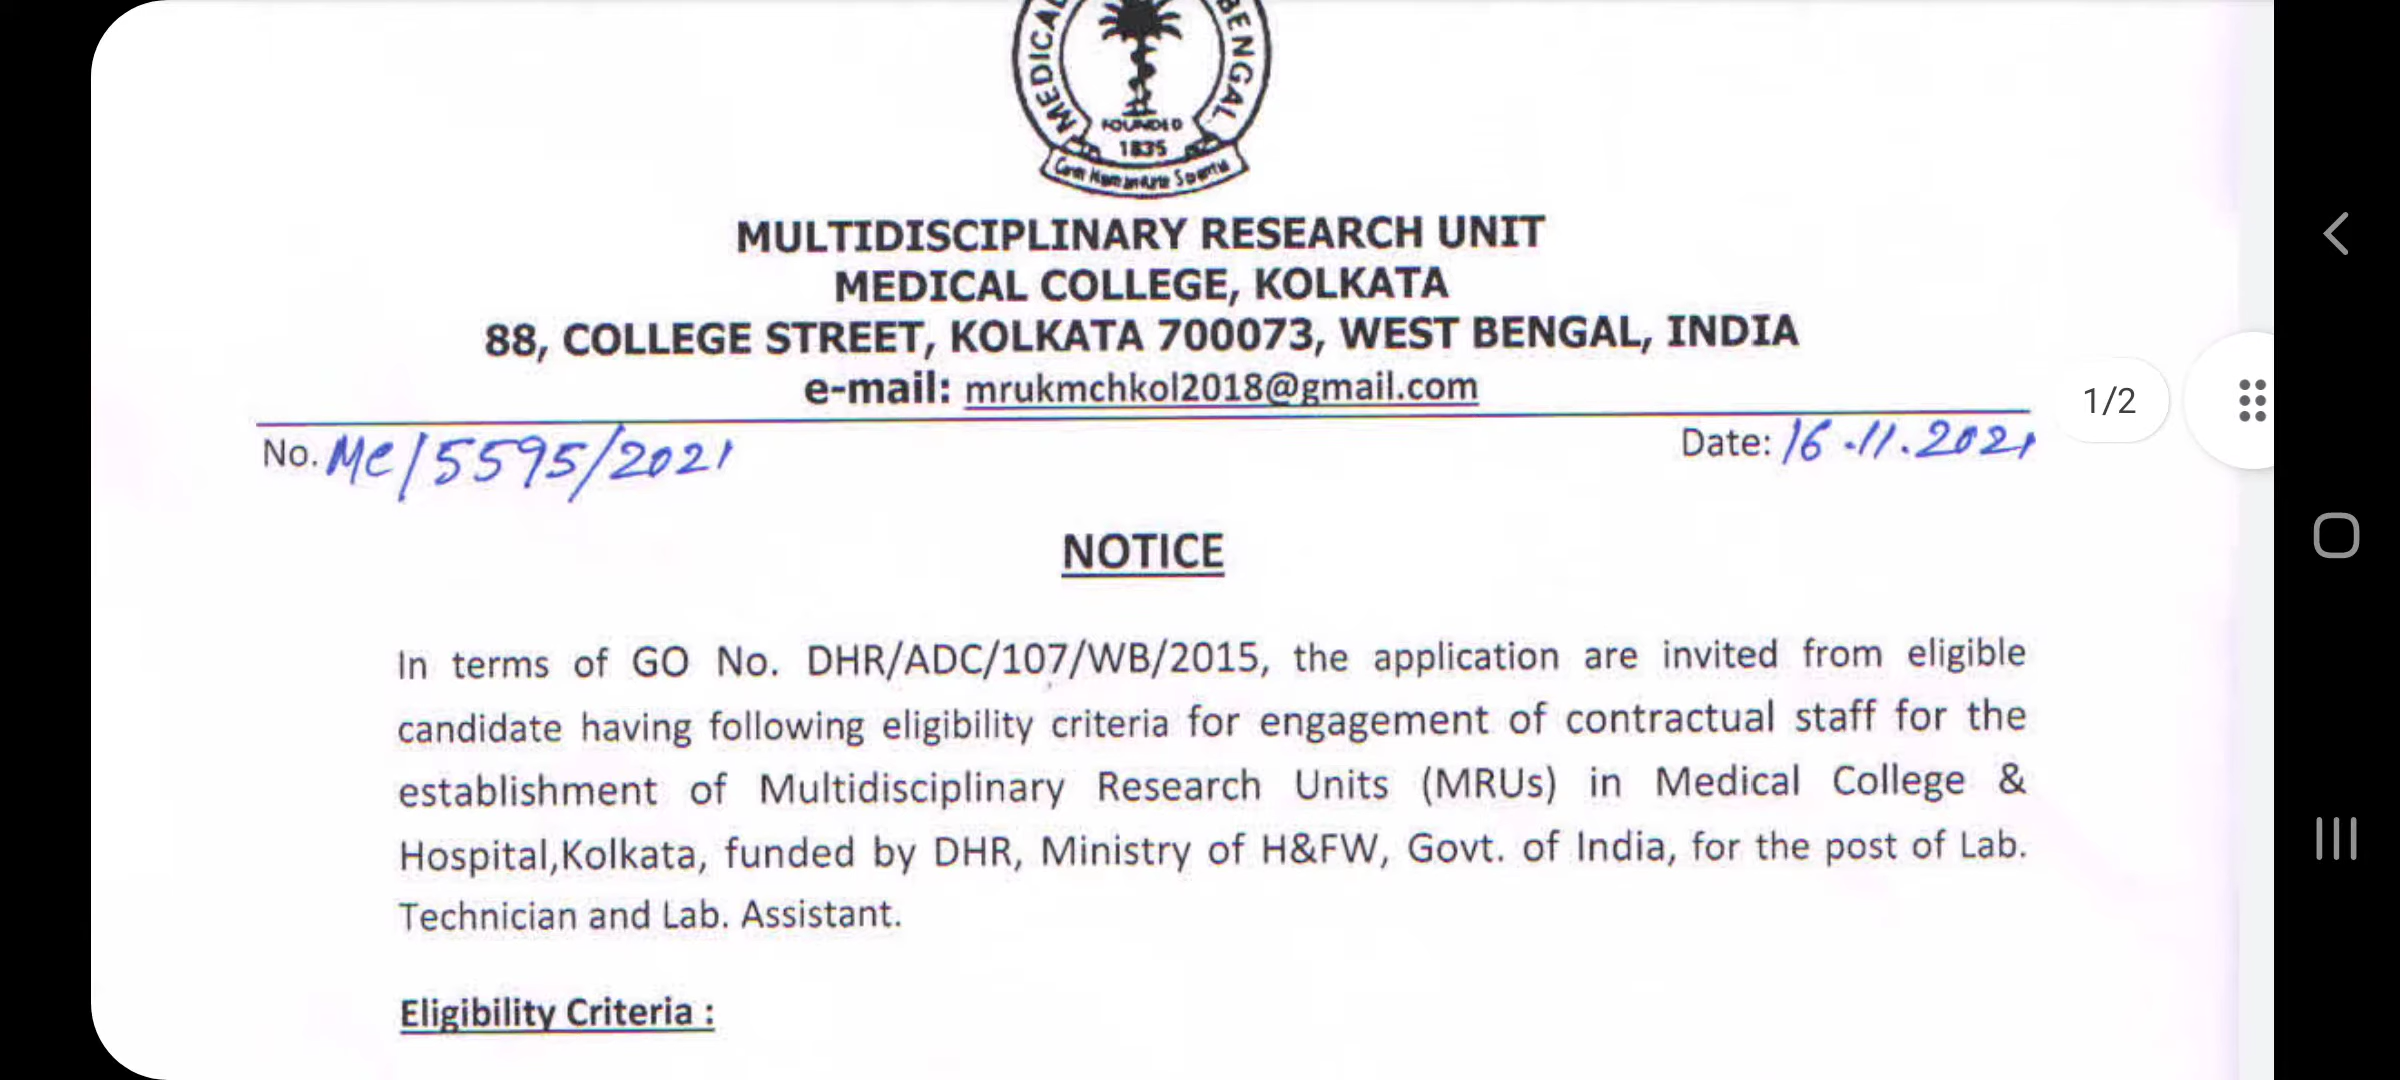 MEDICAL
BENGAL
FOUNDED
1835
MULTIDISCIPLINARY RESEARCH UNIT
MEDICAL COLLEGE, KOLKATA
88, COLLEGE STREET, KOLKATA 700073, WEST BENGAL, INDIA
e-mail: mrukmchkol2018@gmail.com
No. MC/5595/2021
Date: 16.11.2021
1/2
NOTICE
In terms of GO No. DHR/ADC/107/WB/2015, the application are invited from eligible
candidate having following eligibility criteria for engagement of contractual staff for the
establishment of Multidisciplinary Research Units (MRUs) in Medical College &
Hospital,Kolkata, funded by DHR, Ministry of H&FW, Govt. of India, for the post of Lab.
Technician and Lab. Assistant.
Eligibility Criteria :